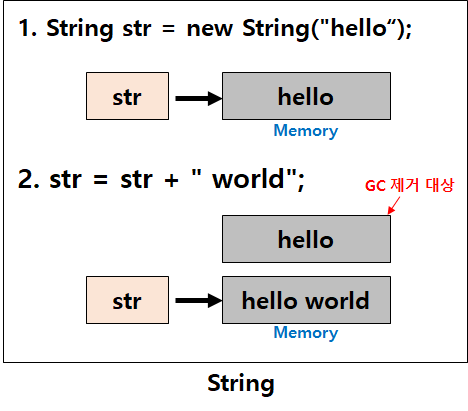 1. String str = new String("hello“);
str
hello
Memory
2. str = str + " world";
GC 제거 대상
hello
str
hello world
Memory
String